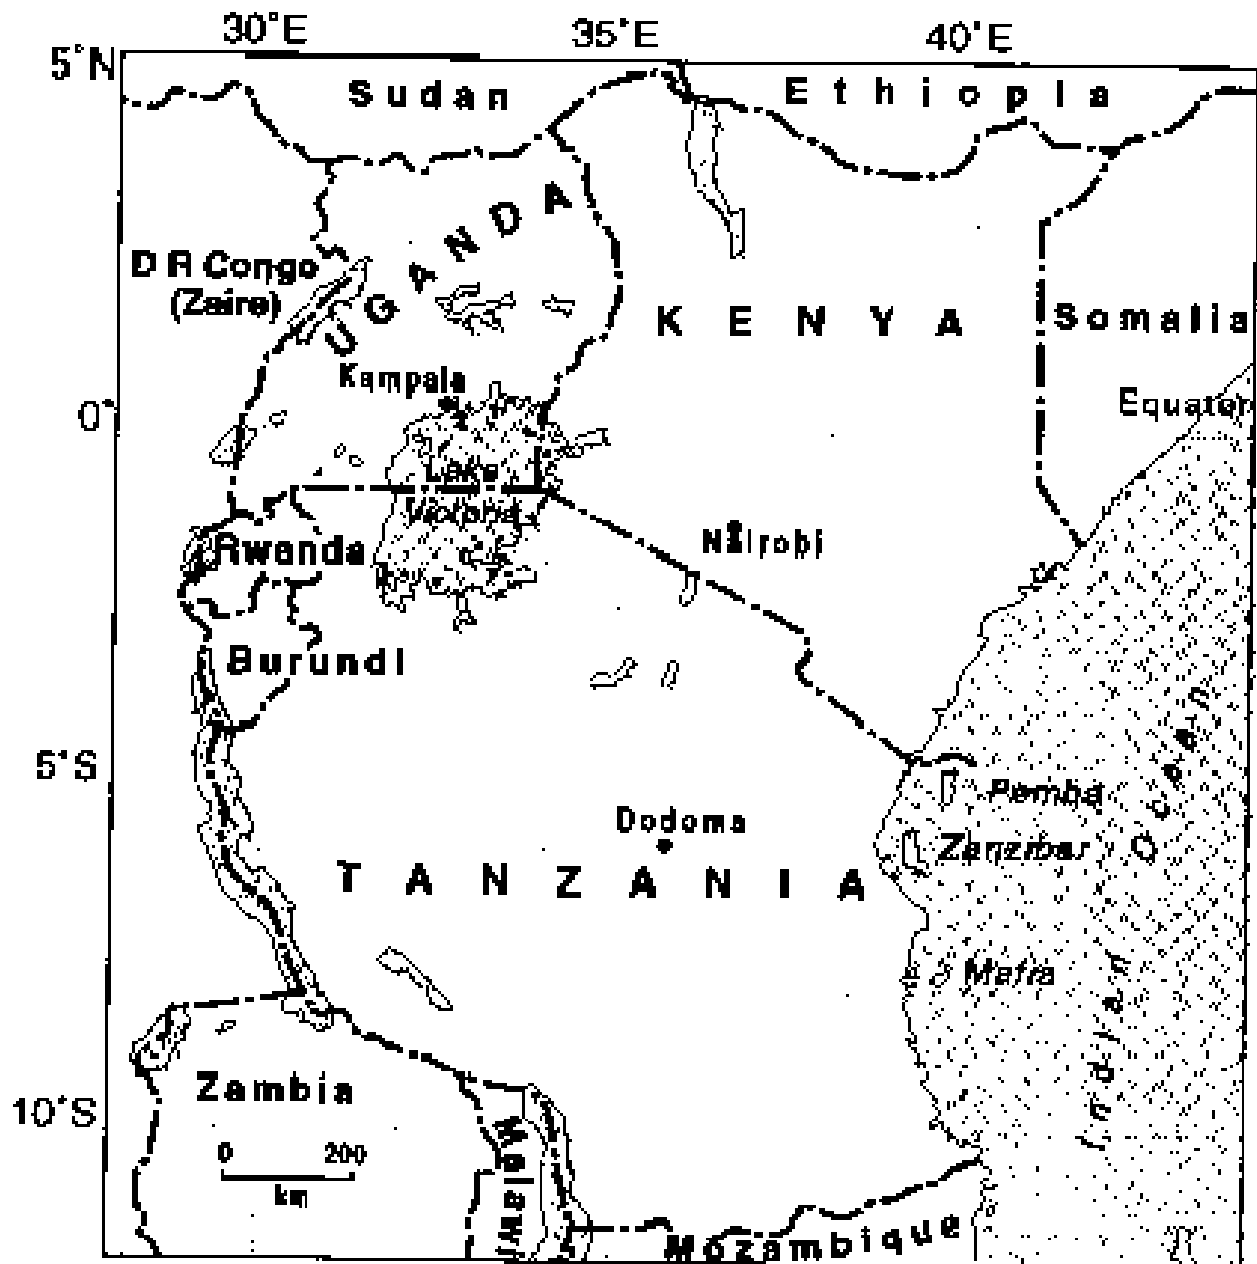 30°E 35°E 40°E
5°N
Sudan
Ethiopia
UGANDA
D R Congo
(Zaire)
KENYA
Somalia
Kampala
0°
Equator
Lake
Victoria
Nairobi
Rwanda
Burundi
5°S
Pemba
Dodoma
Zanzibar
TANZANIA
Indian Ocean
Mafia
Zambia
10°S
0 200
km
Malawi
Mozambique